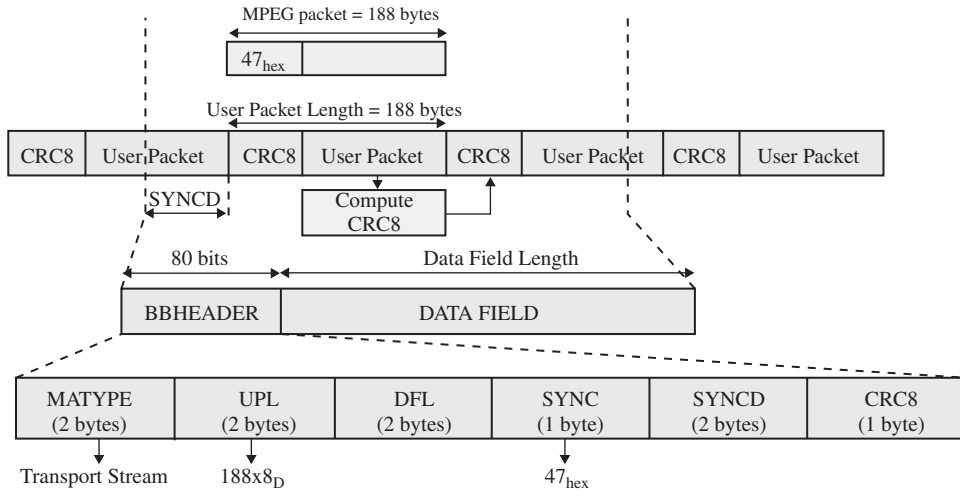 MPEG packet = 188 bytes
47hex
User Packet Length = 188 bytes
CRC8 User Packet CRC8 User Packet CRC8 User Packet CRC8 User Packet
SYNCD
Compute
CRC8
80 bits Data Field Length
BBHEADER DATA FIELD
MATYPE UPL DFL SYNC SYNCD CRC8
(2 bytes) (2 bytes) (2 bytes) (1 byte) (2 bytes) (1 byte)
Transport Stream 188x8D 47hex